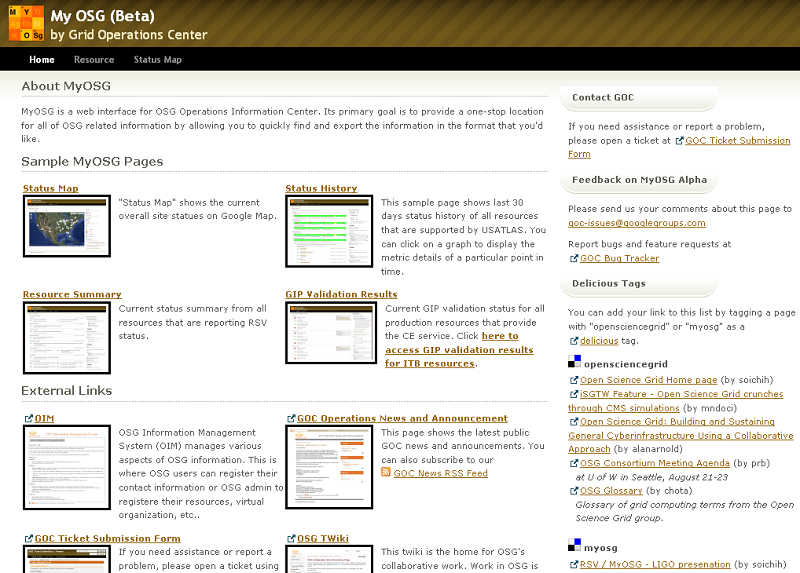 My OSG (Beta)
by Grid Operations Center
Home Resource Status Map
About MyOSG
MyOSG is a web interface for OSG Operations Information Center. Its primary goal is to provide a one-stop location
for all of OSG related information by allowing you to quickly find and export the information in the format that you'd
like.
Sample MyOSG Pages
Status Map
"Status Map" shows the current
overall site statues on Google Map.
Status History
This sample page shows last 30
days status history of all resources
that are supported by USATLAS. You
can click on a graph to display the
metric details of a particular point in
time.
Resource Summary
Current status summary from all
resources that are reporting RSV
status.
GIP Validation Results
Current GIP validation status for all
production resources that provide
the CE service. Click here to
access GIP validation results
for ITB resources.
External Links
OIM
OSG Information Management
System (OIM) manages various
aspects of OSG information. This is
where OSG users can register their
contact information or OSG admin to
registere their resources, virtual
organization, etc..
GOC Operations News and Announcement
This page shows the latest public
GOC news and announcements. You
can also subscribe to our
GOC News RSS Feed
GOC Ticket Submission Form
If you need assistance or report a
problem, please open a ticket using
OSG TWiki
This twiki is the home for OSG's
collaborative work. Work in OSG is
Contact GOC
If you need assistance or report a problem,
please open a ticket at GOC Ticket Submission
Form
Feedback on MyOSG Alpha
Please send us your comments about this page to
goc-issues@googlegroups.com
Report bugs and feature requests at
GOC Bug Tracker
Delicious Tags
You can add your link to this list by tagging a page
with "opensciencegrid" or "myosg" as a
delicious tag.
opensciencegrid
Open Science Grid Home page (by soichih)
iSGTW Feature - Open Science Grid crunches
through CMS simulations (by mndoci)
Open Science Grid: Building and Sustaining
General Cyberinfrastructure Using a Collaborative
Approach (by alanarnold)
OSG Consortium Meeting Agenda (by prb)
at U of W in Seattle, August 21-23
OSG Glossary (by chota)
Glossary of grid computing terms from the Open
Science Grid group.
myosg
RSV / MyOSG - LIGO presenation (by soichih)